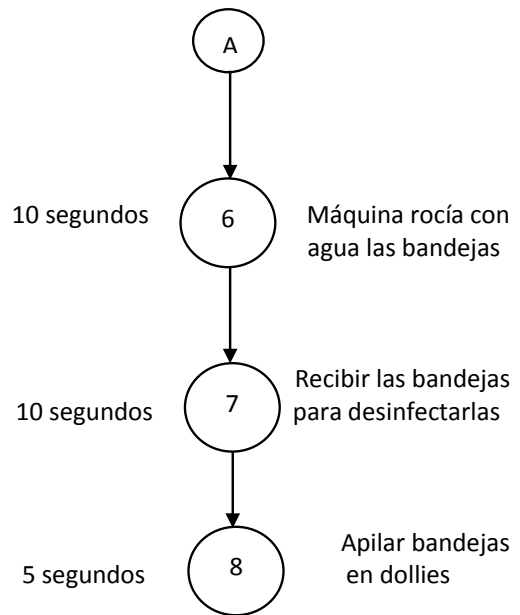 A
10 segundos
6
Máquina rocía con
agua las bandejas
10 segundos
7
Recibir las bandejas
para desinfectarlas
5 segundos
8
Apilar bandejas
en dollies